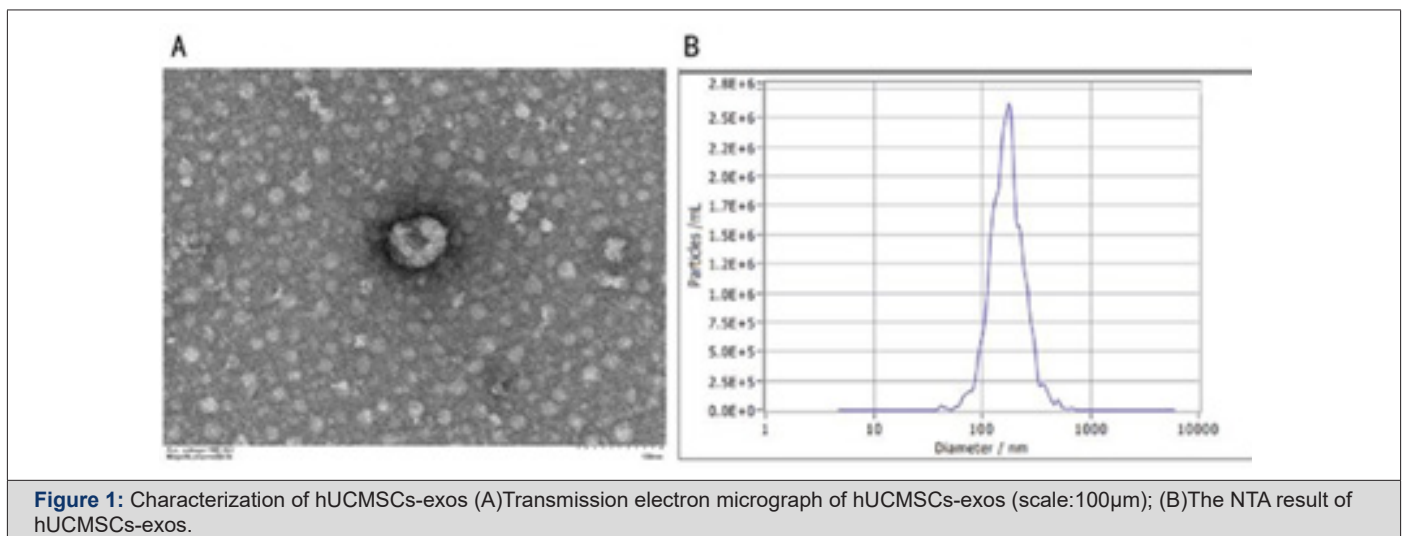 A
B
2.8E+6
2.5E+6
2.2E+6
2.0E+6
1.7E+6
1.5E+6
1.2E+6
1.0E+6
7.5E+5
5.0E+5
2.5E+5
0.0E+0
Particles / mL
1 10 100 1000 10000
Diameter / nm
Figure 1: Characterization of hUCMSCs-exos (A)Transmission electron micrograph of hUCMSCs-exos (scale:100μm); (B)The NTA result of
hUCMSCs-exos.